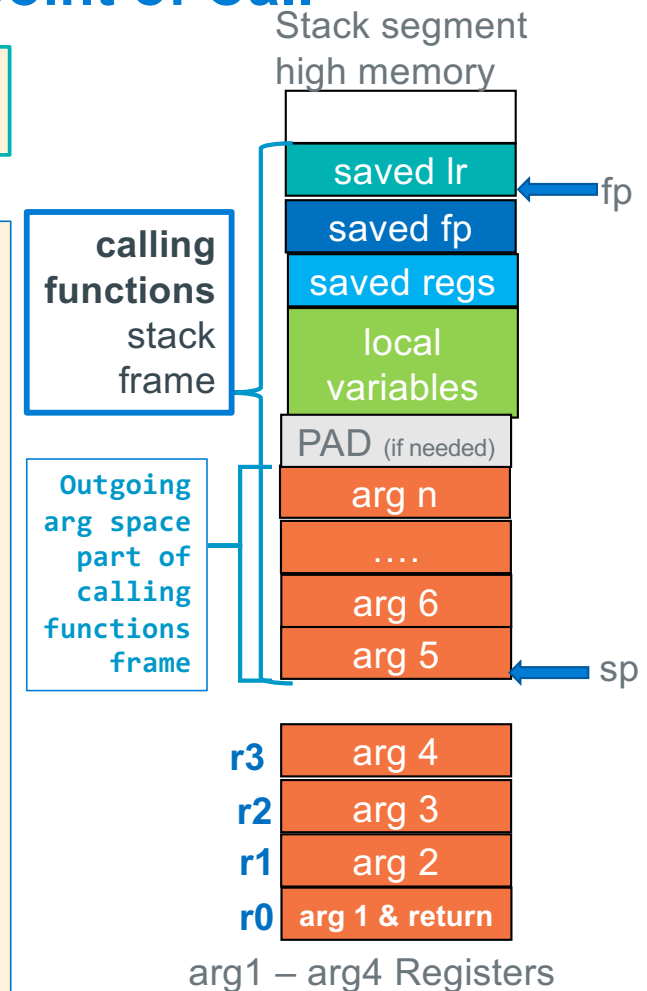 Stack segment
high memory
saved lr
fp
saved fp
calling
functions
stack
frame
saved regs
local
variables
PAD (if needed)
Outgoing
arg space
part of
calling
functions
frame
arg n
....
arg 6
arg 5
sp
r3 arg 4
r2 arg 3
r1 arg 2
r0 arg 1 & return
arg1 – arg4 Registers